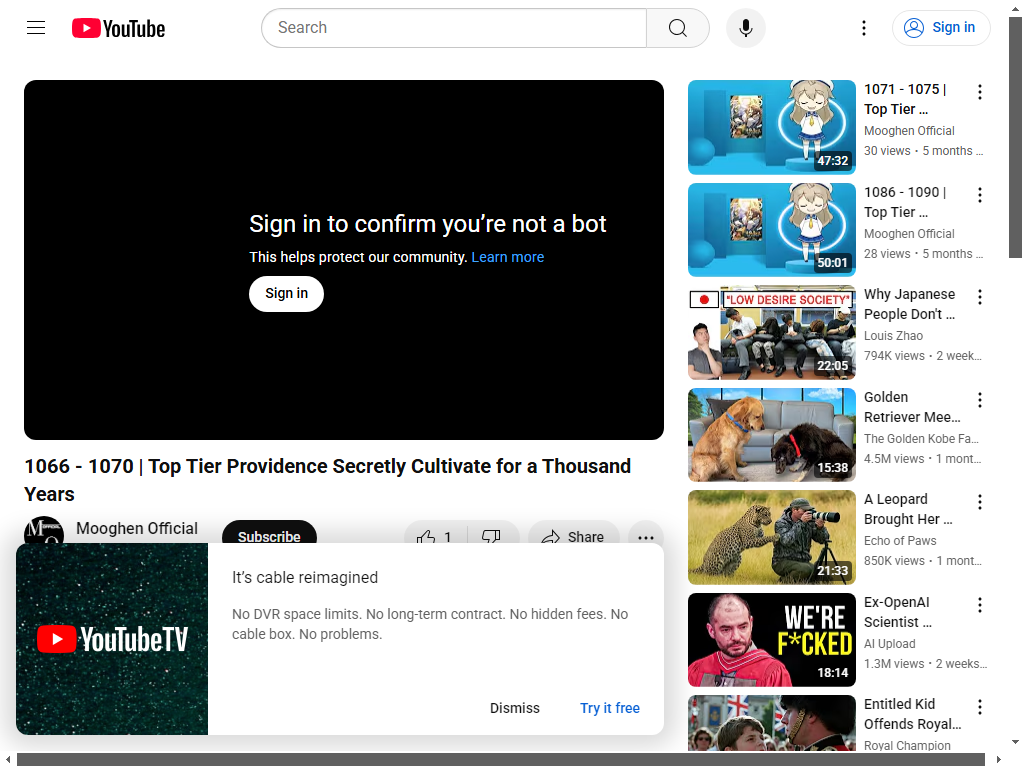 YouTube
Search
Sign in
Sign in to confirm you're not a bot
This helps protect our community. Learn more
Sign in
1066 - 1070 | Top Tier Providence Secretly Cultivate for a Thousand
Years
Mooghen Official
Subscribe
1
Share
YouTubeTV
It's cable reimagined
No DVR space limits. No long-term contract. No hidden fees. No
cable box. No problems.
Dismiss
Try it free
47:32
1071 - 1075 |
Top Tier …
Mooghen Official
30 views • 5 months …
50:01
1086 - 1090 |
Top Tier …
Mooghen Official
28 views • 5 months …
"LOW DESIRE SOCIETY"
22:05
Why Japanese
People Don't …
Louis Zhao
794K views • 2 week…
15:38
Golden
Retriever Mee…
The Golden Kobe Fa…
4.5M views • 1 mont…
21:33
A Leopard
Brought Her …
Echo of Paws
850K views • 1 mont…
WE'RE
F*CKED
18:14
Ex-OpenAI
Scientist …
AI Upload
1.3M views • 2 weeks…
Entitled Kid
Offends Royal…
Royal Champion